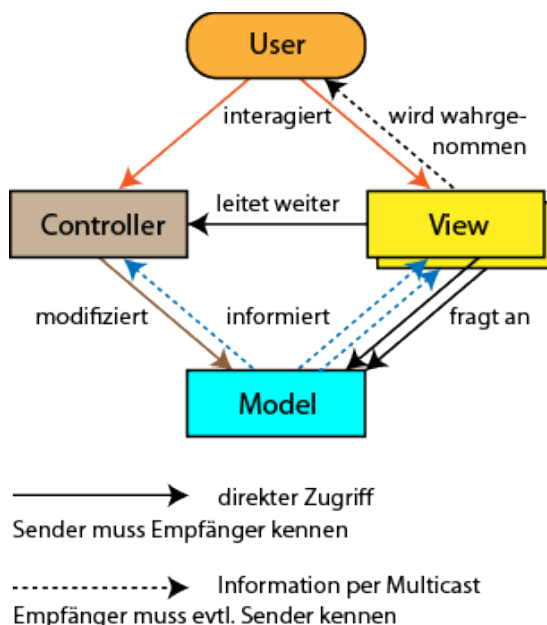 User
interagiert
wird wahrge-
nommen
leitet weiter
Controller
View
modifiziert
informiert
fragt an
Model
direkter Zugriff
Sender muss Empfänger kennen
Information per Multicast
Empfänger muss evtl. Sender kennen